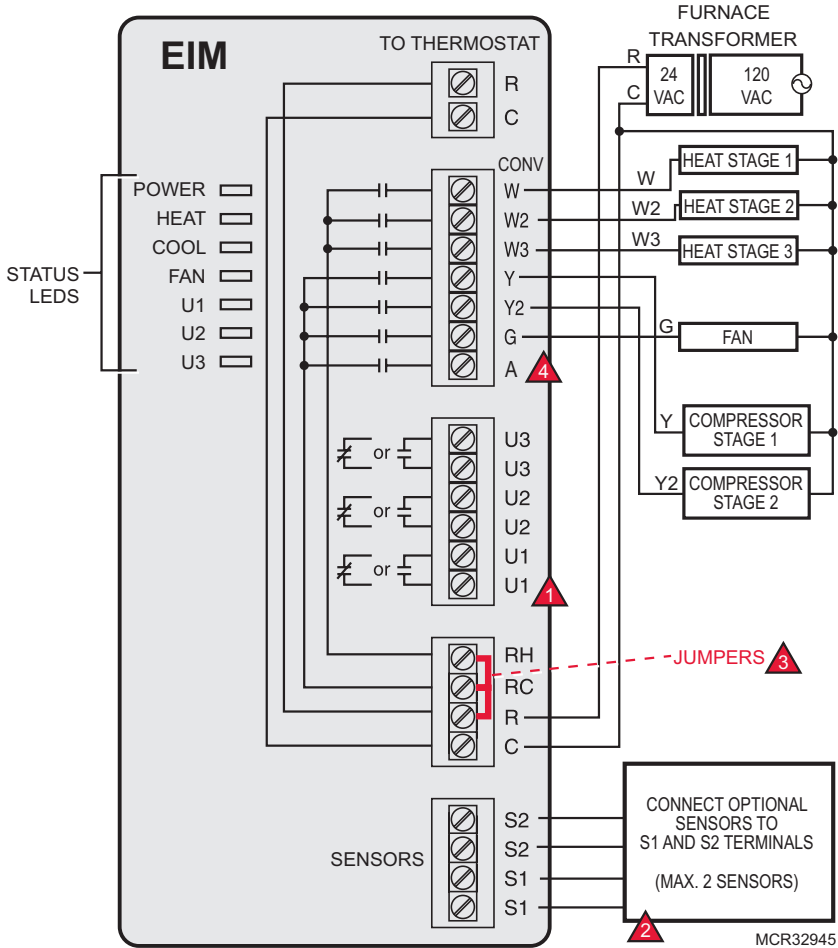 EIM
TO THERMOSTAT
R
C
FURNACE
TRANSFORMER
R
C
24
VAC
120
VAC
CONV
W
W2
W3
Y
Y2
G
A
4
W
W2
W3
G
Y
Y2
HEAT STAGE 1
HEAT STAGE 2
HEAT STAGE 3
FAN
COMPRESSOR
STAGE 1
COMPRESSOR
STAGE 2
STATUS
LEDS
POWER
HEAT
COOL
FAN
U1
U2
U3
or
or
or
U3
U3
U2
U2
U1
U1
1
RH
RC
R
C
JUMPERS
3
SENSORS
S2
S2
S1
S1
CONNECT OPTIONAL
SENSORS TO
S1 AND S2 TERMINALS
(MAX. 2 SENSORS)
2
MCR32945